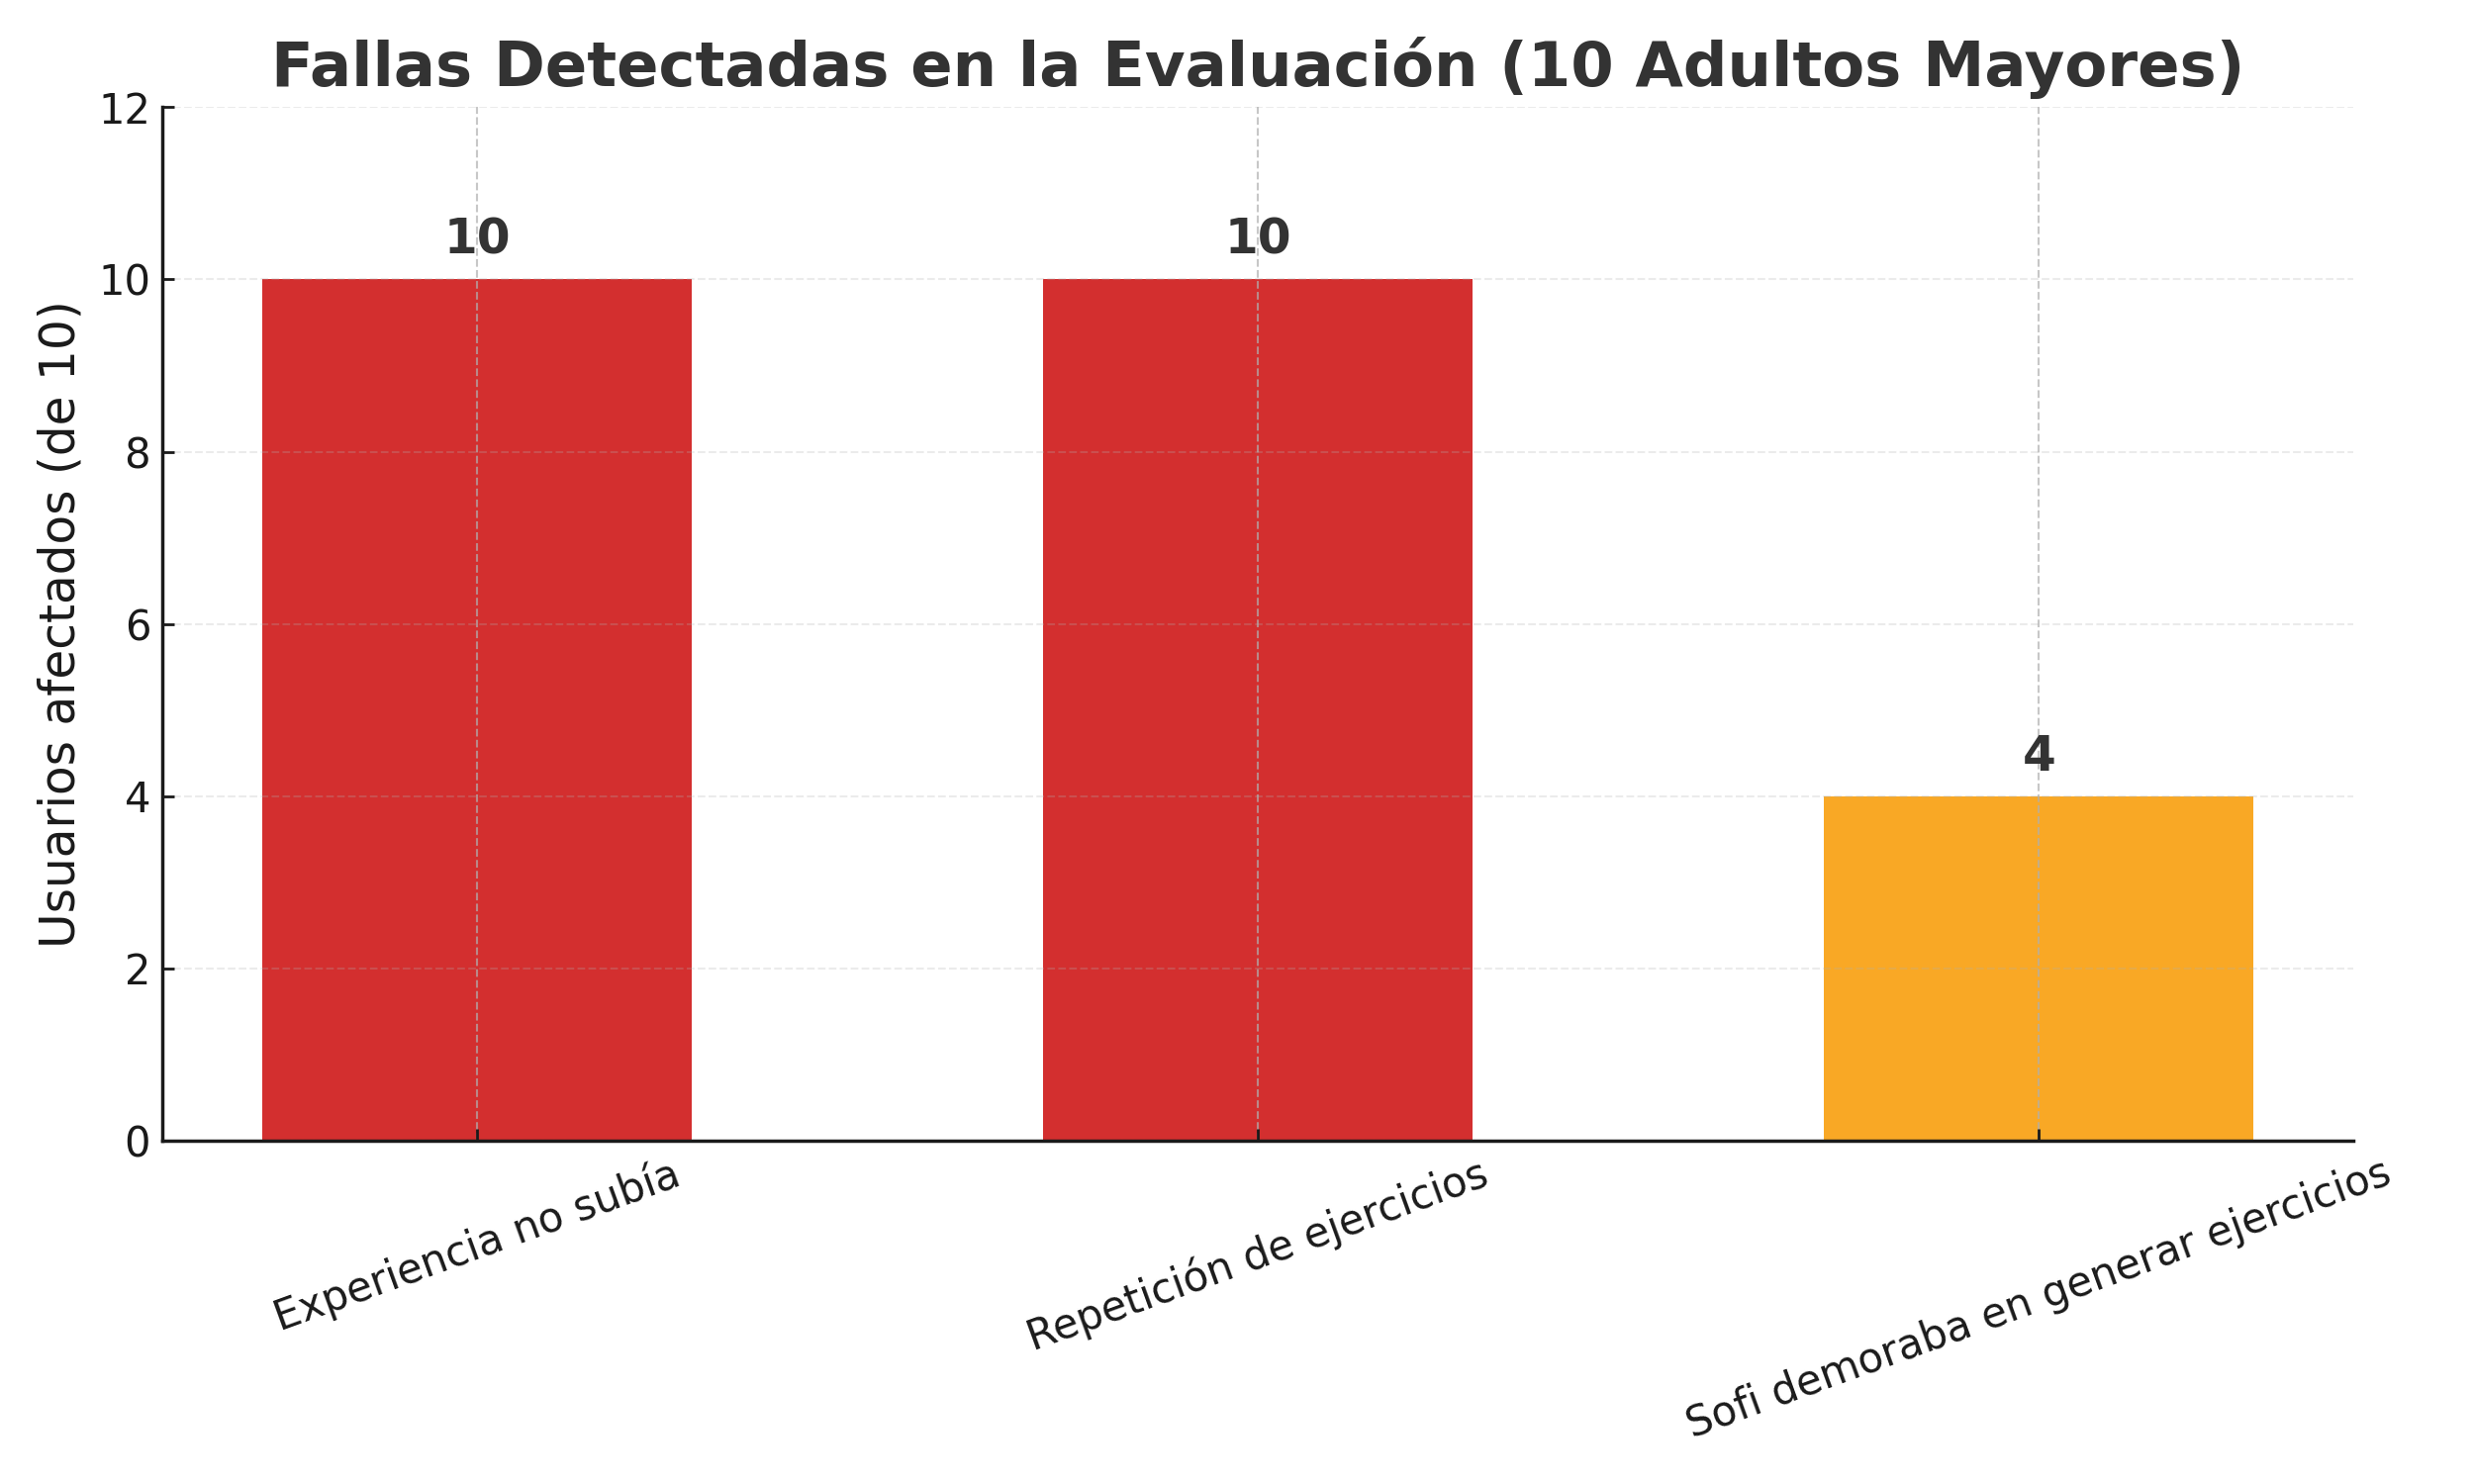 Fallas Detectadas en la Evaluación (10 Adultos Mayores)
Usuarios afectados (de 10)
12
10
8
6
4
2
0
10
10
4
Experiencia no subía
Repetición de ejercicios
Sofi demoraba en generar ejercicios